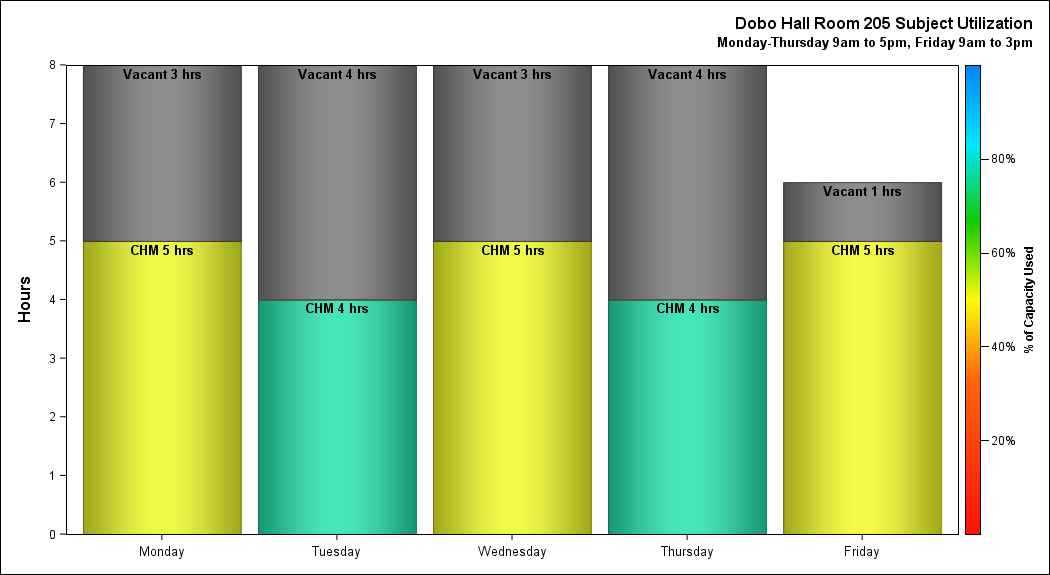 Dobo Hall Room 205 Subject Utilization
Monday-Thursday 9am to 5pm, Friday 9am to 3pm
Hours
8
7
6
5
4
3
2
1
0
Vacant 3 hrs
Vacant 4 hrs
Vacant 3 hrs
Vacant 4 hrs
Vacant 1 hrs
CHM 5 hrs
CHM 4 hrs
CHM 5 hrs
CHM 4 hrs
CHM 5 hrs
Monday
Tuesday
Wednesday
Thursday
Friday
80%
60%
40%
20%
% of Capacity Used